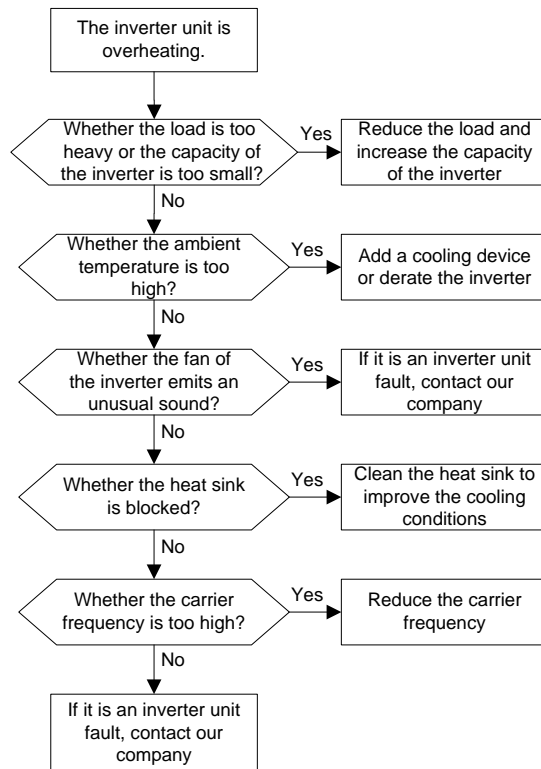 The inverter unit is
overheating.
Whether the load is too
heavy or the capacity of
the inverter is too small?
Yes
Reduce the load and
increase the capacity
of the inverter
No
Whether the ambient
temperature is too
high?
Yes
Add a cooling device
or derate the inverter
No
Whether the fan of
the inverter emits an
unusual sound?
Yes
If it is an inverter unit
fault, contact our
company
No
Whether the heat sink
is blocked?
Yes
Clean the heat sink to
improve the cooling
conditions
No
Whether the carrier
frequency is too high?
Yes
Reduce the carrier
frequency
No
If it is an inverter unit
fault, contact our
company